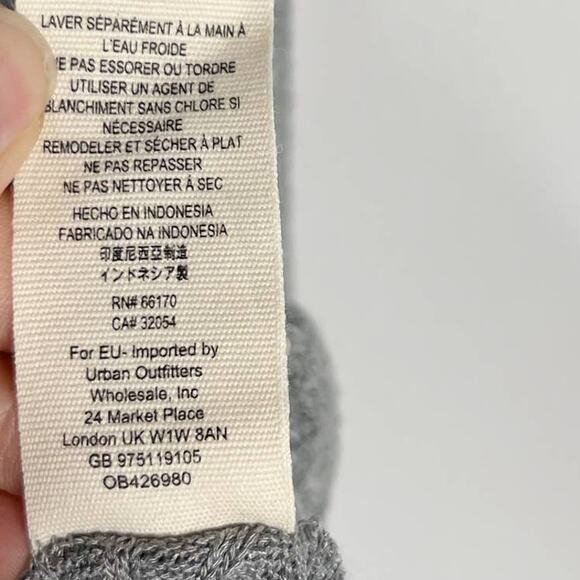 LAVER SÉPARÉMENT À LA MAIN À
L'EAU FROIDE
NE PAS ESSORER OU TORDRE
UTILISER UN AGENT DE
BLANCHIMENT SANS CHLORE SI
NÉCESSAIRE
REMODELER ET SÉCHER À PLAT
NE PAS REPASSER
NE PAS NETTOYER À SEC
HECHO EN INDONESIA
FABRICADO NA INDONESIA
印度尼西亞制造
インドネシア製
RN# 66170
CA# 32054
For EU- Imported by
Urban Outfitters
Wholesale, Inc
24 Market Place
London UK W1W 8AN
GB 975119105
OB426980